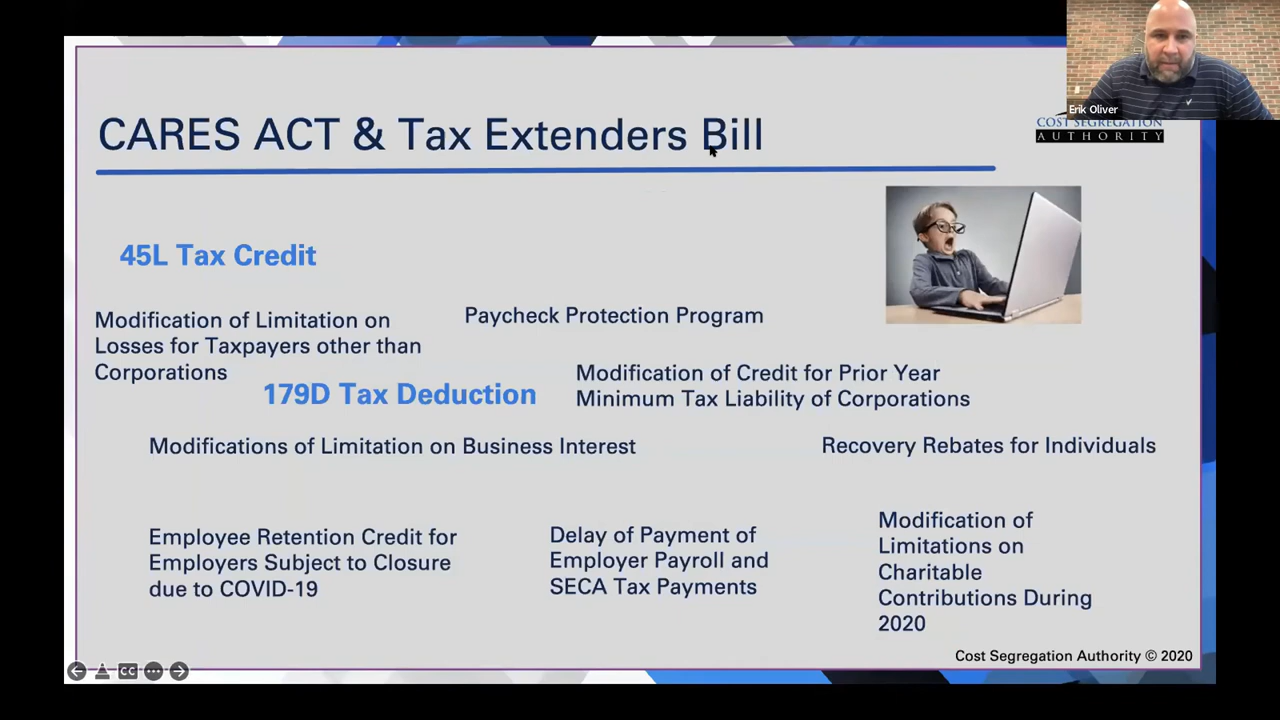 Erik Oliver
CARES ACT & Tax Extenders Bill
COST SEGREGATION
AUTHORITY
45L Tax Credit
Modification of Limitation on
Losses for Taxpayers other than
Corporations
Paycheck Protection Program
179D Tax Deduction
Modification of Credit for Prior Year
Minimum Tax Liability of Corporations
Modifications of Limitation on Business Interest
Recovery Rebates for Individuals
Employee Retention Credit for
Employers Subject to Closure
due to COVID-19
Delay of Payment of
Employer Payroll and
SECA Tax Payments
Modification of
Limitations on
Charitable
Contributions During
2020
CC
Cost Segregation Authority © 2020